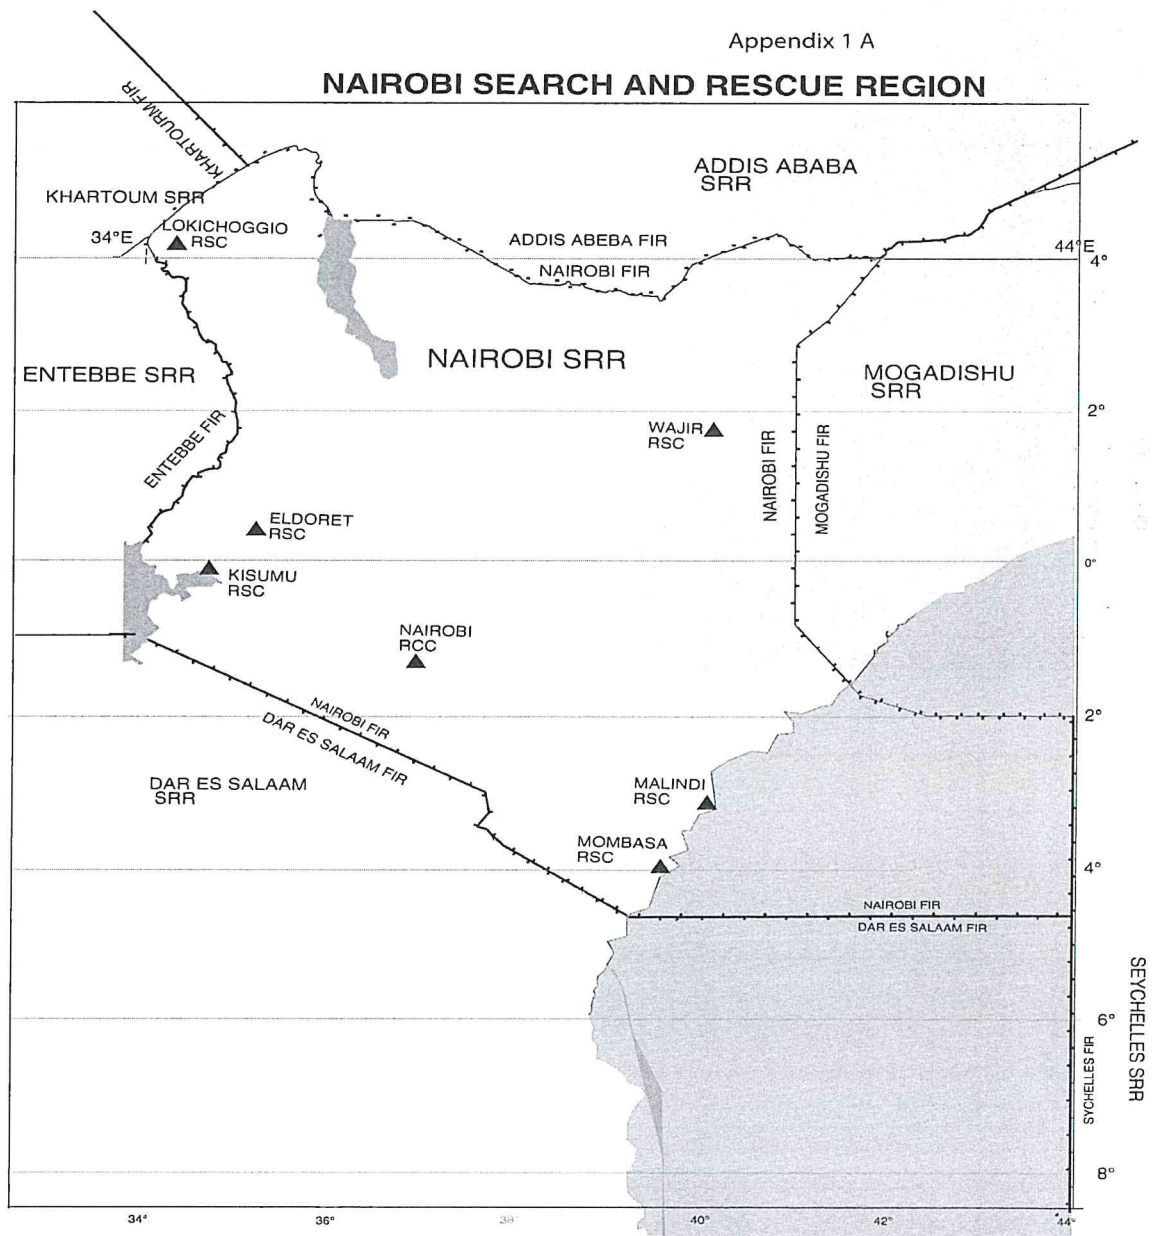 Appendix 1 A
NAIROBI SEARCH AND RESCUE REGION
KHARTOURM FIR
ADDIS ABABA
SRR
KHARTOUM SRR
LOKICHOGGIO
RSC
34°E
44°E
ADDIS ABEBA FIR
4°
NAIROBI FIR
NAIROBI SRR
ENTEBBE SRR
MOGADISHU
SRR
2°
ENTEBBE FIR
WAJIR
RSC
NAIROBI FIR
MOGADISHU FIR
ELDORET
RSC
0°
KISUMU
RSC
NAIROBI
RCC
NAIROBI FIR
DAR ES SALAAM FIR
2°
DAR ES SALAAM
SRR
MALINDI
RSC
MOMBASA
RSC
4°
NAIROBI FIR
DAR ES SALAAM FIR
SEYCHELLES SRR
6°
SYCHELLES FIR
8°
34°
36°
38°
40°
42°
44°